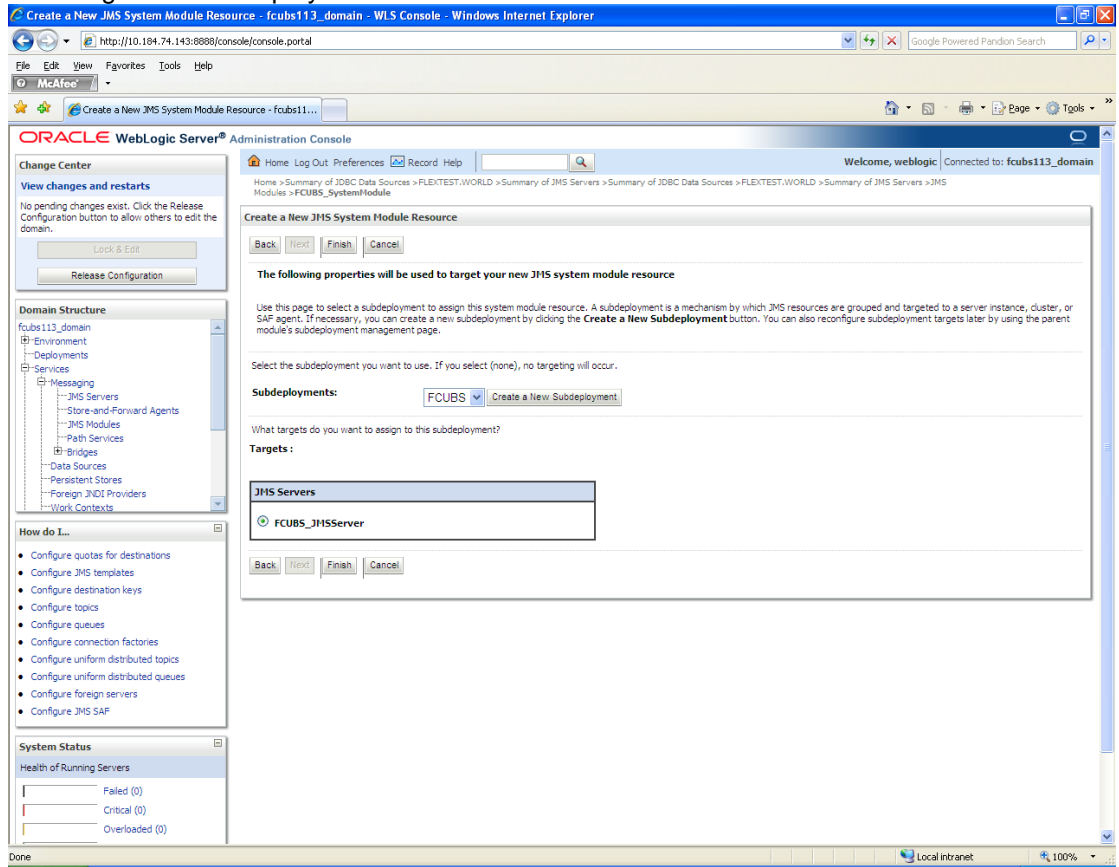 Create a New JMS System Module Resource - fcubs113_domain - WLS Console - Windows Internet Explorer
http://10.184.74.143:8888/console/console.portal
Google Powered Pandion Search
File Edit View Favorites Tools Help
McAfee
Create a New JMS System Module Resource - fcubs11...
Page Tools
ORACLE WebLogic Server® Administration Console
Change Center
View changes and restarts
No pending changes exist. Click the Release
Configuration button to allow others to edit the
domain.
Lock & Edit
Release Configuration
Domain Structure
fcubs113_domain
Environment
Deployments
Services
Messaging
JMS Servers
Store-and-Forward Agents
JMS Modules
Path Services
Bridges
Data Sources
Persistent Stores
Foreign JNDI Providers
Work Contexts
How do I...
Configure quotas for destinations
Configure JMS templates
Configure destination keys
Configure topics
Configure queues
Configure connection factories
Configure uniform distributed topics
Configure uniform distributed queues
Configure foreign servers
Configure JMS SAF
System Status
Health of Running Servers
Failed (0)
Critical (0)
Overloaded (0)
Home Log Out Preferences Record Help
Welcome, weblogic Connected to: fcubs113_domain
Home >Summary of JDBC Data Sources >FLEXTEST.WORLD >Summary of JMS Servers >Summary of JDBC Data Sources >FLEXTEST.WORLD >Summary of JMS Servers >JMS
Modules >FCUBS_SystemModule
Create a New JMS System Module Resource
Back Next Finish Cancel
The following properties will be used to target your new JMS system module resource
Use this page to select a subdeployment to assign this system module resource. A subdeployment is a mechanism by which JMS resources are grouped and targeted to a server instance, cluster, or
SAF agent. If necessary, you can create a new subdeployment by clicking the Create a New Subdeployment button. You can also reconfigure subdeployment targets later by using the parent
module's subdeployment management page.
Select the subdeployment you want to use. If you select (none), no targeting will occur.
Subdeployments: FCUBS Create a New Subdeployment
What targets do you want to assign to this subdeployment?
Targets :
JMS Servers
FCUBS_JMSServer
Back Next Finish Cancel
Done
Local intranet
100%